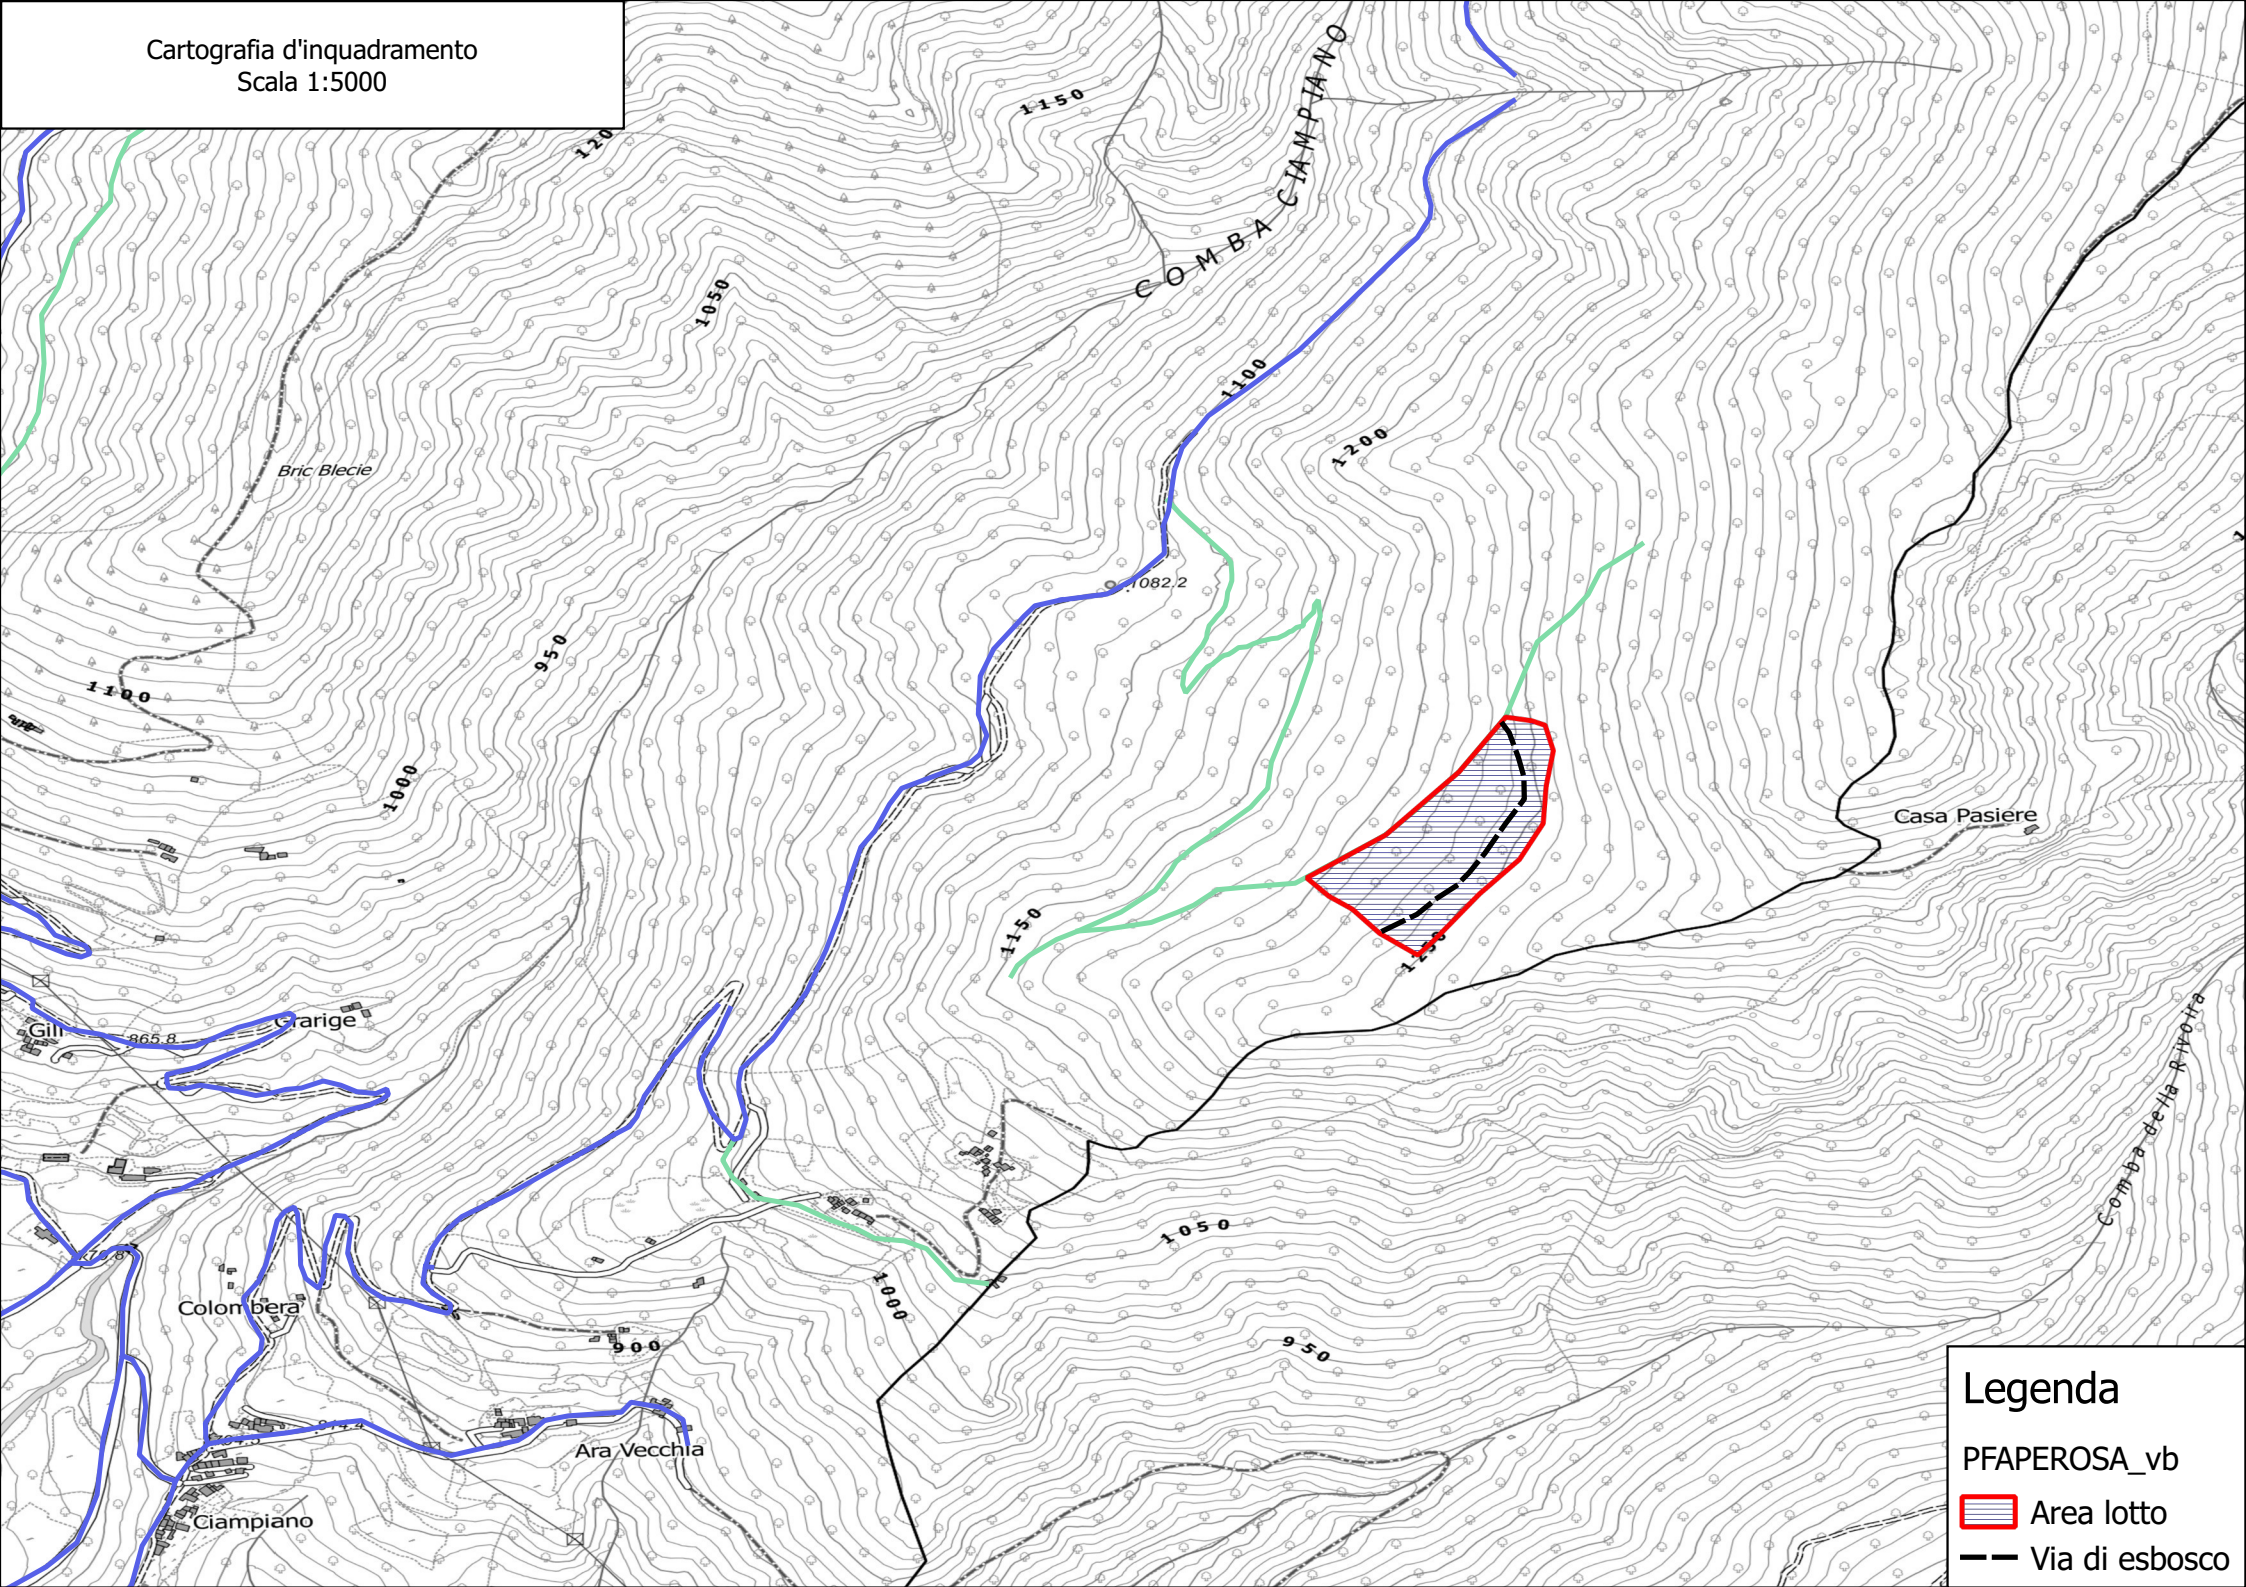 Cartografia d'inquadramento
Scala 1:5000
1150
COMBA CIAMPIANO
1050
1100
1200
Bric Blecie
1082.2
950
1100
1000
Casa Pasiere
1150
Gill
Grarige
865.8
Comba della Rivoira
1050
Colombera
1000
900
950
Ara Vecchia
Ciampiano
Legenda
PFAPEROSA_vb
Area lotto
Via di esbosco